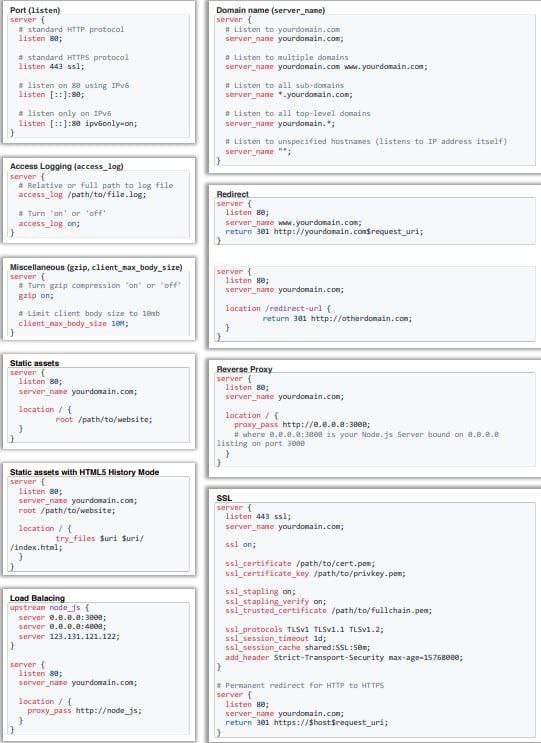 Port (listen)
server {
# standard HTTP protocol
listen 80;
# standard HTTPS protocol
listen 443 ssl;
# listen on 80 using IPv6
listen [::]:80;
# listen only on IPv6
listen [::]:80 ipv6only=on;
}
Access Logging (access_log)
server {
# Relative or full path to log file
access_log /path/to/file.log;
# Turn 'on' or 'off'
access_log on;
}
Miscellaneous (gzip, client_max_body_size)
server {
# Turn gzip compression 'on' or 'off'
gzip on;
# Limit client body size to 10mb
client_max_body_size 10M;
}
Static assets
server {
listen 80;
server_name yourdomain.com;
location / {
root /path/to/website;
}
}
Static assets with HTML5 History Mode
server {
listen 80;
server_name yourdomain.com;
root /path/to/website;
location / {
try_files $uri $uri/
/index.html;
}
}
Load Balacing
upstream node_js {
server 0.0.0.0:3000;
server 0.0.0.0:4000;
server 123.131.121.122;
}
server {
listen 80;
server_name yourdomain.com;
location / {
proxy_pass http://node_js;
}
}
Domain name (server_name)
server {
# Listen to yourdomain.com
server_name yourdomain.com;
# Listen to multiple domains
server_name yourdomain.com www.yourdomain.com;
# Listen to all sub-domains
server_name *.yourdomain.com;
# Listen to all top-level domains
server_name yourdomain.*;
# Listen to unspecified hostnames (listens to IP address itself)
server_name "";
}
Redirect
server {
listen 80;
server_name www.yourdomain.com;
return 301 http://yourdomain.com$request_uri;
}
server {
listen 80;
server_name yourdomain.com;
location /redirect-url {
return 301 http://otherdomain.com;
}
}
Reverse Proxy
server {
listen 80;
server_name yourdomain.com;
location / {
proxy_pass http://0.0.0.0:3000;
# where 0.0.0.0:3000 is your Node.js Server bound on 0.0.0.0
listing on port 3000
}
}
SSL
server {
listen 443 ssl;
server_name yourdomain.com;
ssl on;
ssl_certificate /path/to/cert.pem;
ssl_certificate_key /path/to/privkey.pem;
ssl_stapling on;
ssl_stapling_verify on;
ssl_trusted_certificate /path/to/fullchain.pem;
ssl_protocols TLSv1 TLSv1.1 TLSv1.2;
ssl_session_timeout 1d;
ssl_session_cache shared:SSL:50m;
add_header Strict-Transport-Security max-age=15768000;
}
# Permanent redirect for HTTP to HTTPS
server {
listen 80;
server_name yourdomain.com;
return 301 https://$host$request_uri;
}